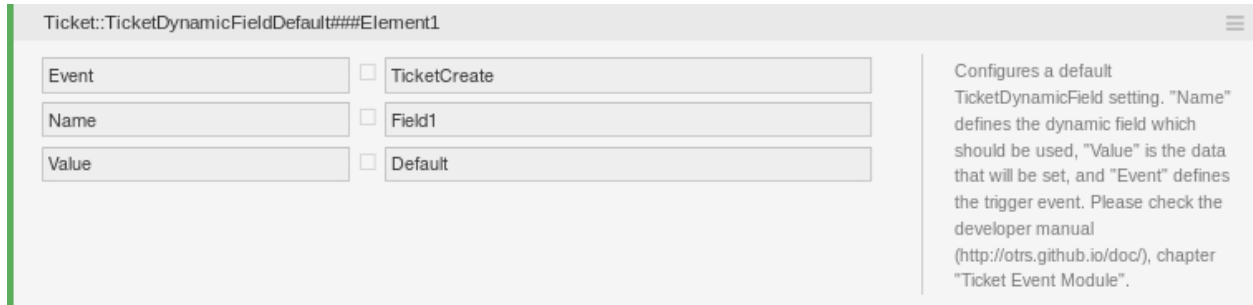 Ticket::TicketDynamicFieldDefault###Element1
Event
TicketCreate
Name
Field1
Value
Default
Configures a default
TicketDynamicField setting. "Name"
defines the dynamic field which
should be used, "Value" is the data
that will be set, and "Event" defines
the trigger event. Please check the
developer manual
(http://otrs.github.io/doc/), chapter
"Ticket Event Module".